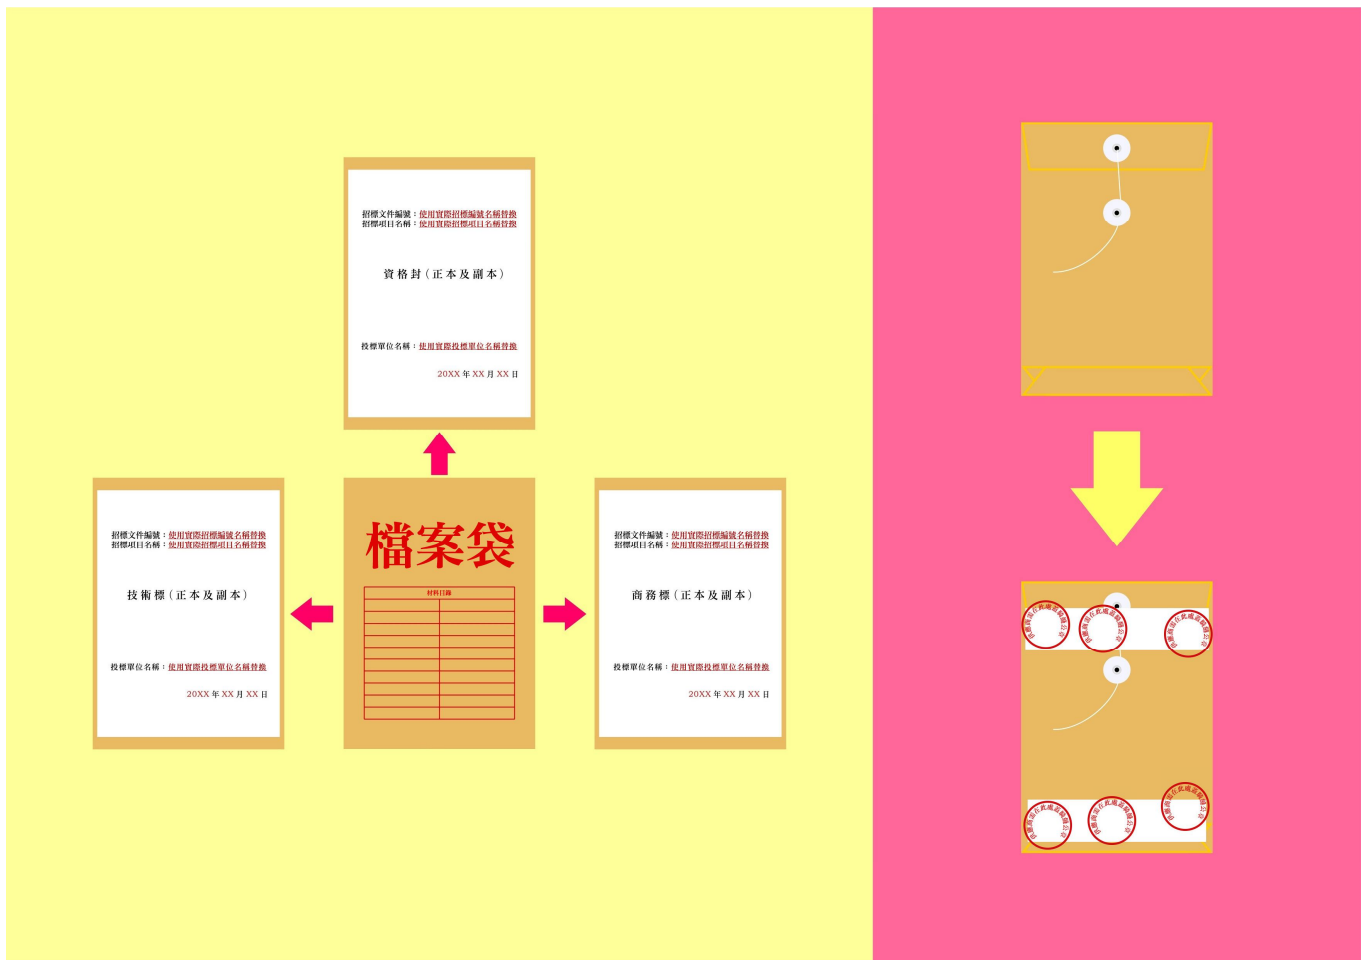 招標文件編號：使用實際招標編號名稱替換
招標項目名稱：使用實際招標項目名稱替換
資格封（正本及副本）
投標單位名稱：使用實際投標單位名稱替換
20XX 年 XX 月 XX 日
招標文件編號：使用實際招標編號名稱替換
招標項目名稱：使用實際招標項目名稱替換
技術標（正本及副本）
投標單位名稱：使用實際投標單位名稱替換
20XX 年 XX 月 XX 日
檔案袋
材料目錄
招標文件編號：使用實際招標編號名稱替換
招標項目名稱：使用實際招標項目名稱替換
商務標（正本及副本）
投標單位名稱：使用實際投標單位名稱替換
20XX 年 XX 月 XX 日